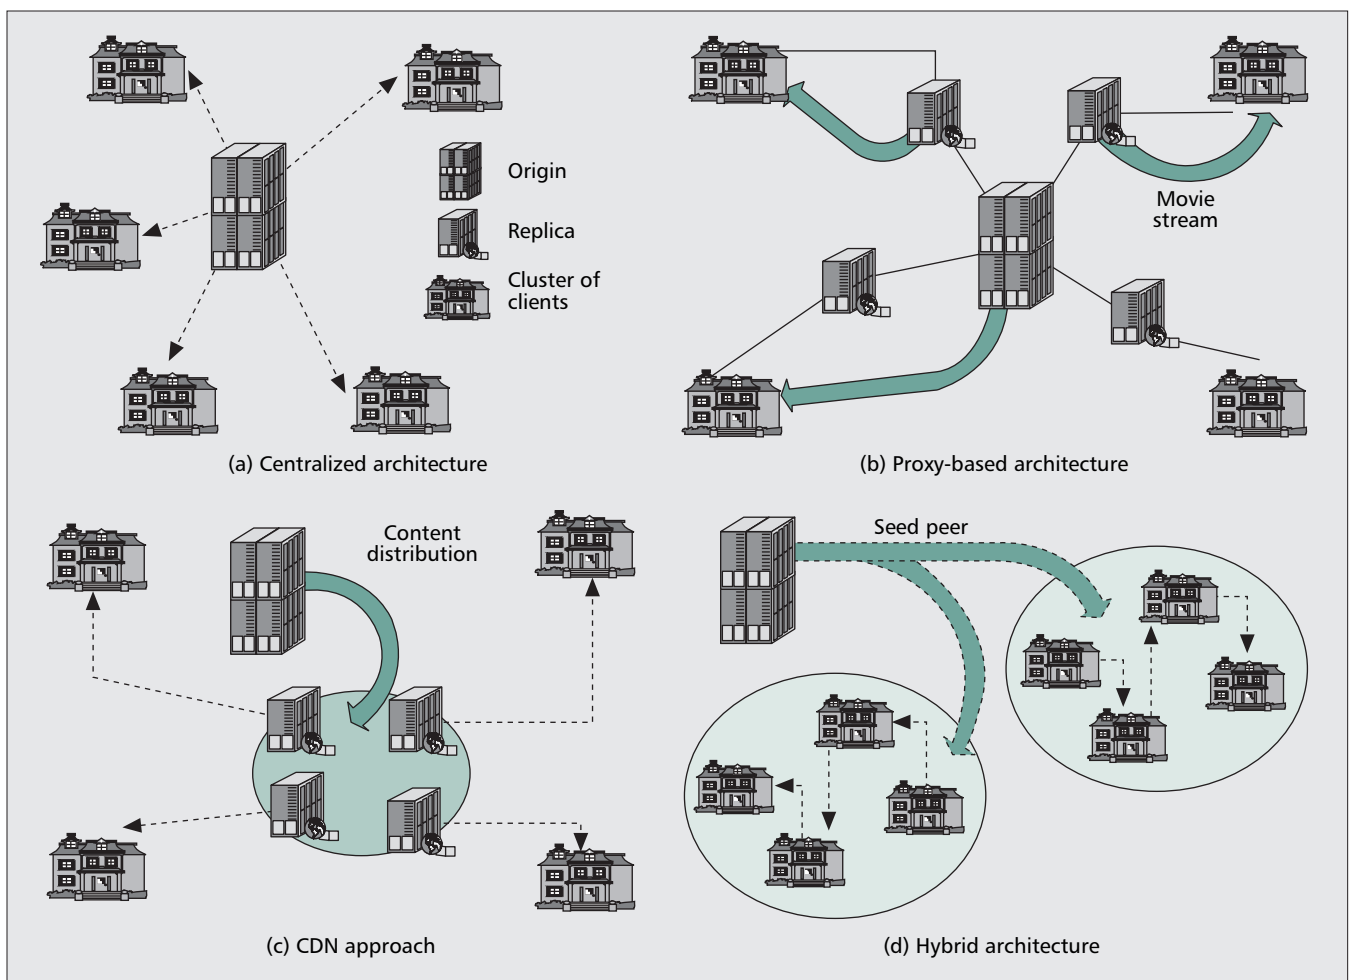 Origin
Replica
Cluster of
clients
(a) Centralized architecture
Movie
stream
(b) Proxy-based architecture
Content
distribution
(c) CDN approach
Seed peer
(d) Hybrid architecture